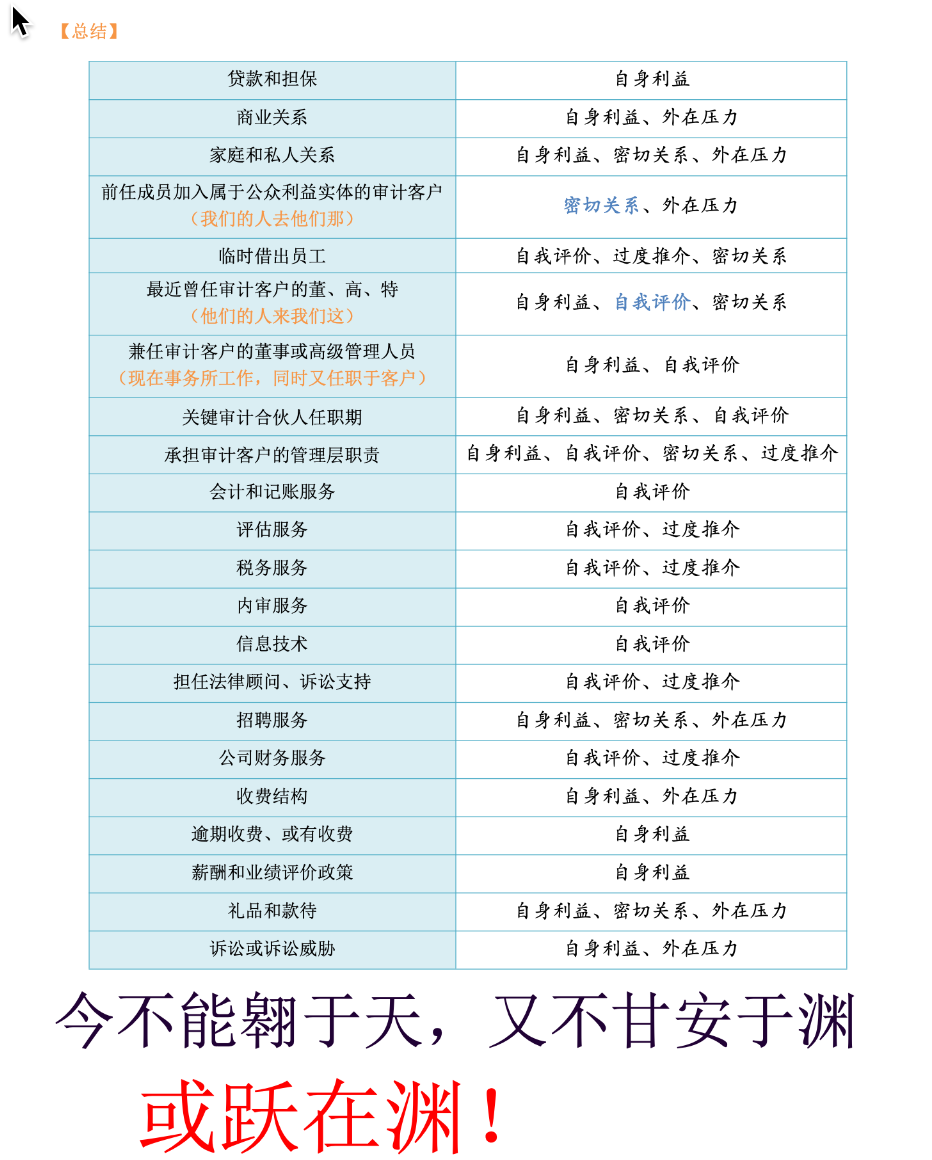 【总结】
贷款和担保 自身利益
商业关系 自身利益、外在压力
家庭和私人关系 自身利益、密切关系、外在压力
前任成员加入属于公众利益实体的审计客户
（我们的人去他们那）
密切关系、外在压力
临时借出员工 自我评价、过度推介、密切关系
最近曾任审计客户的董、高、特
（他们的人来我们这）
自身利益、自我评价、密切关系
兼任审计客户的董事或高级管理人员
（现在事务所工作，同时又任职于客户）
自身利益、自我评价
关键审计合伙人任职期 自身利益、密切关系、自我评价
承担审计客户的管理层职责 自身利益、自我评价、密切关系、过度推介
会计和记账服务 自我评价
评估服务 自我评价、过度推介
税务服务 自我评价、过度推介
内审服务 自我评价
信息技术 自我评价
担任法律顾问、诉讼支持 自我评价、过度推介
招聘服务 自身利益、密切关系、外在压力
公司财务服务 自我评价、过度推介
收费结构 自身利益、外在压力
逾期收费、或有收费 自身利益
薪酬和业绩评价政策 自身利益
礼品和款待 自身利益、密切关系、外在压力
诉讼或诉讼威胁 自身利益、外在压力
今不能翱于天，又不甘安于渊
或跃在渊！